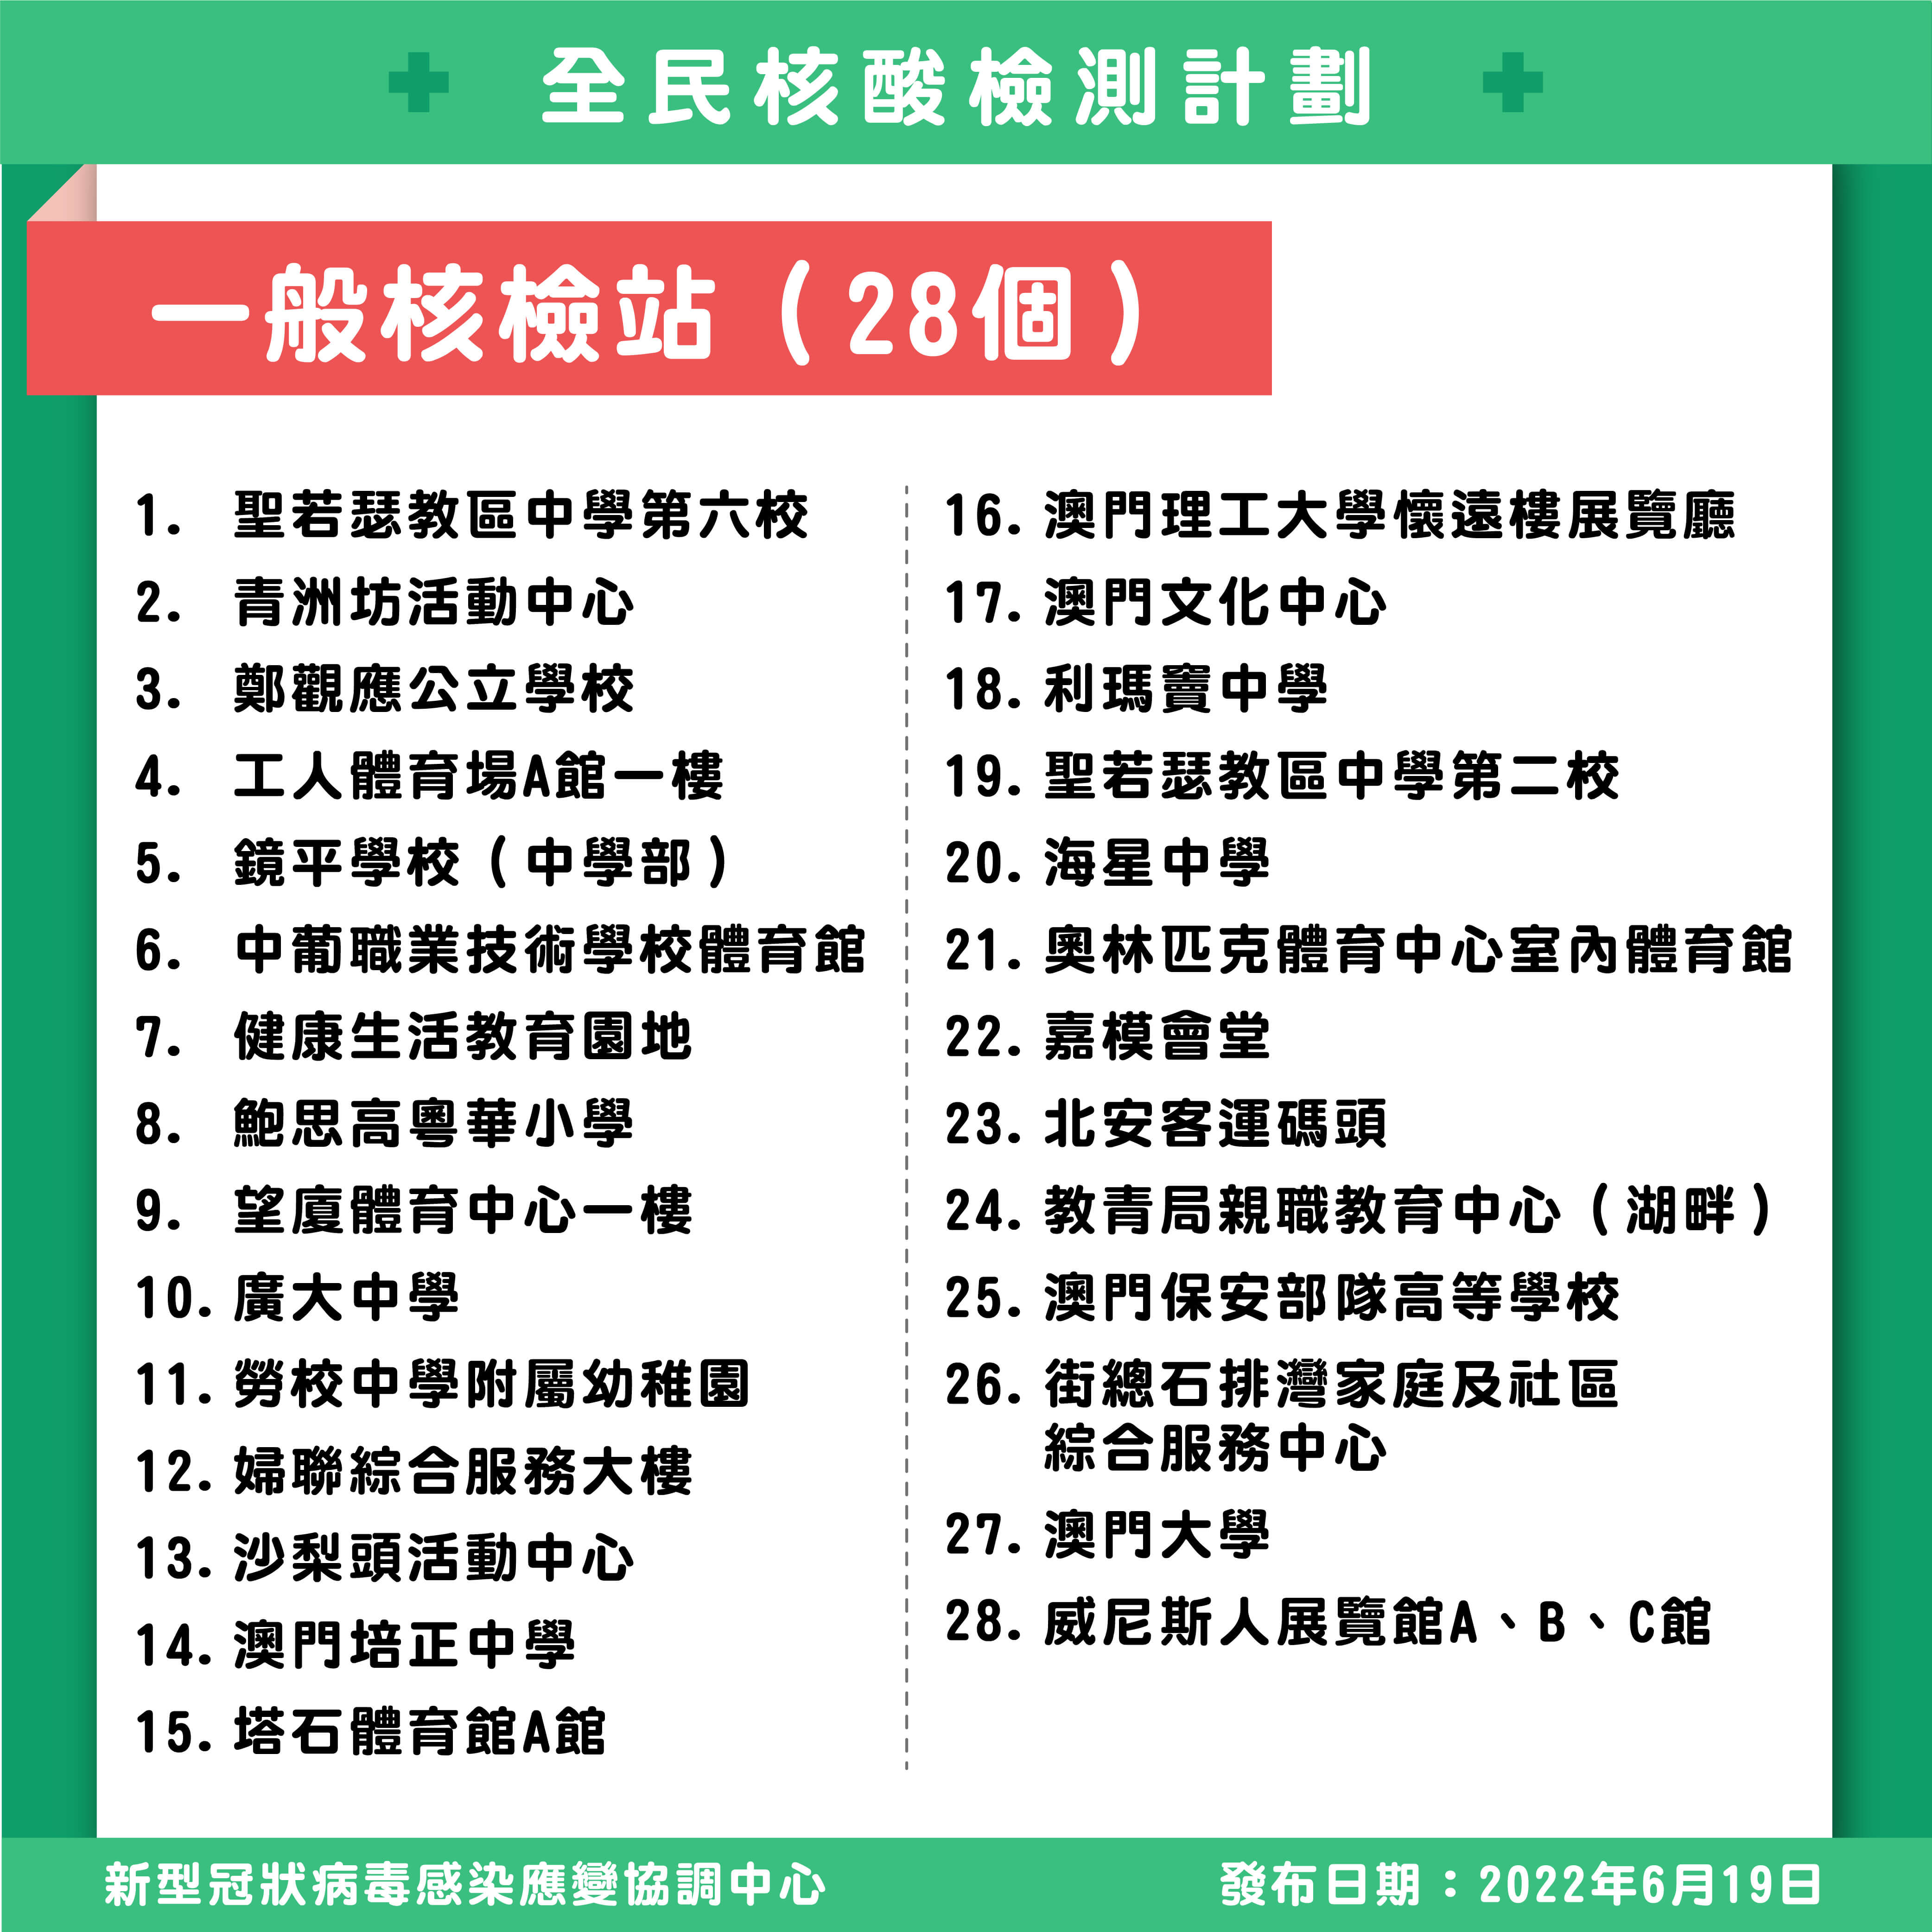 全民核酸檢測計劃
一般核檢站（28個）
1. 聖若瑟教區中學第六校
2. 青洲坊活動中心
3. 鄭觀應公立學校
4. 工人體育場A館一樓
5. 鏡平學校（中學部）
6. 中葡職業技術學校體育館
7. 健康生活教育園地
8. 鮑思高粵華小學
9. 望廈體育中心一樓
10. 廣大中學
11. 勞校中學附屬幼稚園
12. 婦聯綜合服務大樓
13. 沙梨頭活動中心
14. 澳門培正中學
15. 塔石體育館A館
16. 澳門理工大學懷遠樓展覽廳
17. 澳門文化中心
18. 利瑪竇中學
19. 聖若瑟教區中學第二校
20. 海星中學
21. 奧林匹克體育中心室內體育館
22. 嘉模會堂
23. 北安客運碼頭
24. 教青局親職教育中心（湖畔）
25. 澳門保安部隊高等學校
26. 街總石排灣家庭及社區
綜合服務中心
27. 澳門大學
28. 威尼斯人展覽館A、B、C館
新型冠狀病毒感染應變協調中心
發布日期：2022年6月19日